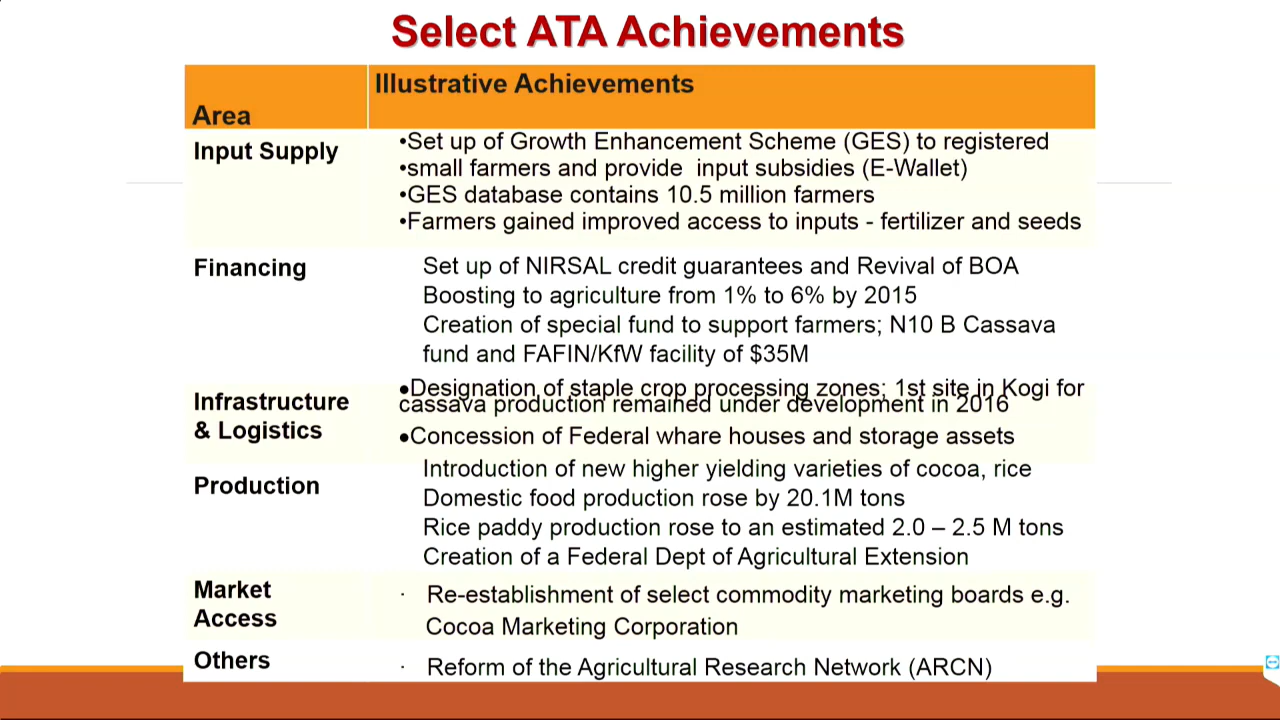 Select ATA Achievements
Illustrative Achievements
Area
Input Supply
•Set up of Growth Enhancement Scheme (GES) to registered
•small farmers and provide input subsidies (E-Wallet)
•GES database contains 10.5 million farmers
•Farmers gained improved access to inputs - fertilizer and seeds
Financing
Set up of NIRSAL credit guarantees and Revival of BOA
Boosting to agriculture from 1% to 6% by 2015
Creation of special fund to support farmers; N10 B Cassava
fund and FAFIN/KfW facility of $35M
Infrastructure
& Logistics
•Designation of staple crop processing zones; 1st site in Kogi for
cassava production remained under development in 2016
•Concession of Federal whare houses and storage assets
Production
Introduction of new higher yielding varieties of cocoa, rice
Domestic food production rose by 20.1M tons
Rice paddy production rose to an estimated 2.0 – 2.5 M tons
Creation of a Federal Dept of Agricultural Extension
Market
Access
· Re-establishment of select commodity marketing boards e.g.
Cocoa Marketing Corporation
Others
· Reform of the Agricultural Research Network (ARCN)